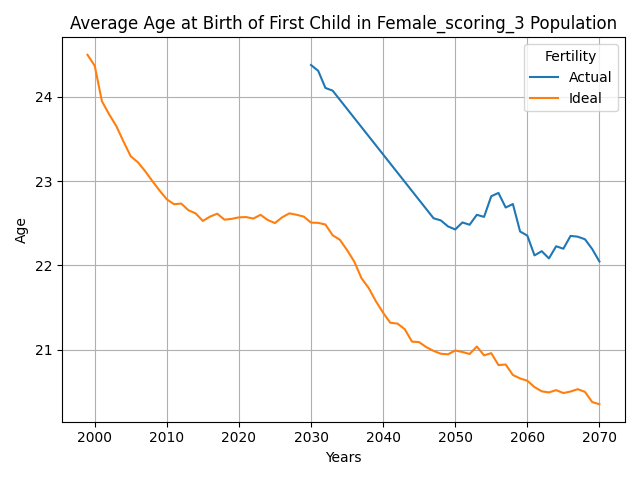 Average Age at Birth of First Child in Female_scoring_3 Population
Fertility
Actual
Ideal
Age
24
23
22
21
2000 2010 2020 2030 2040 2050 2060 2070
Years